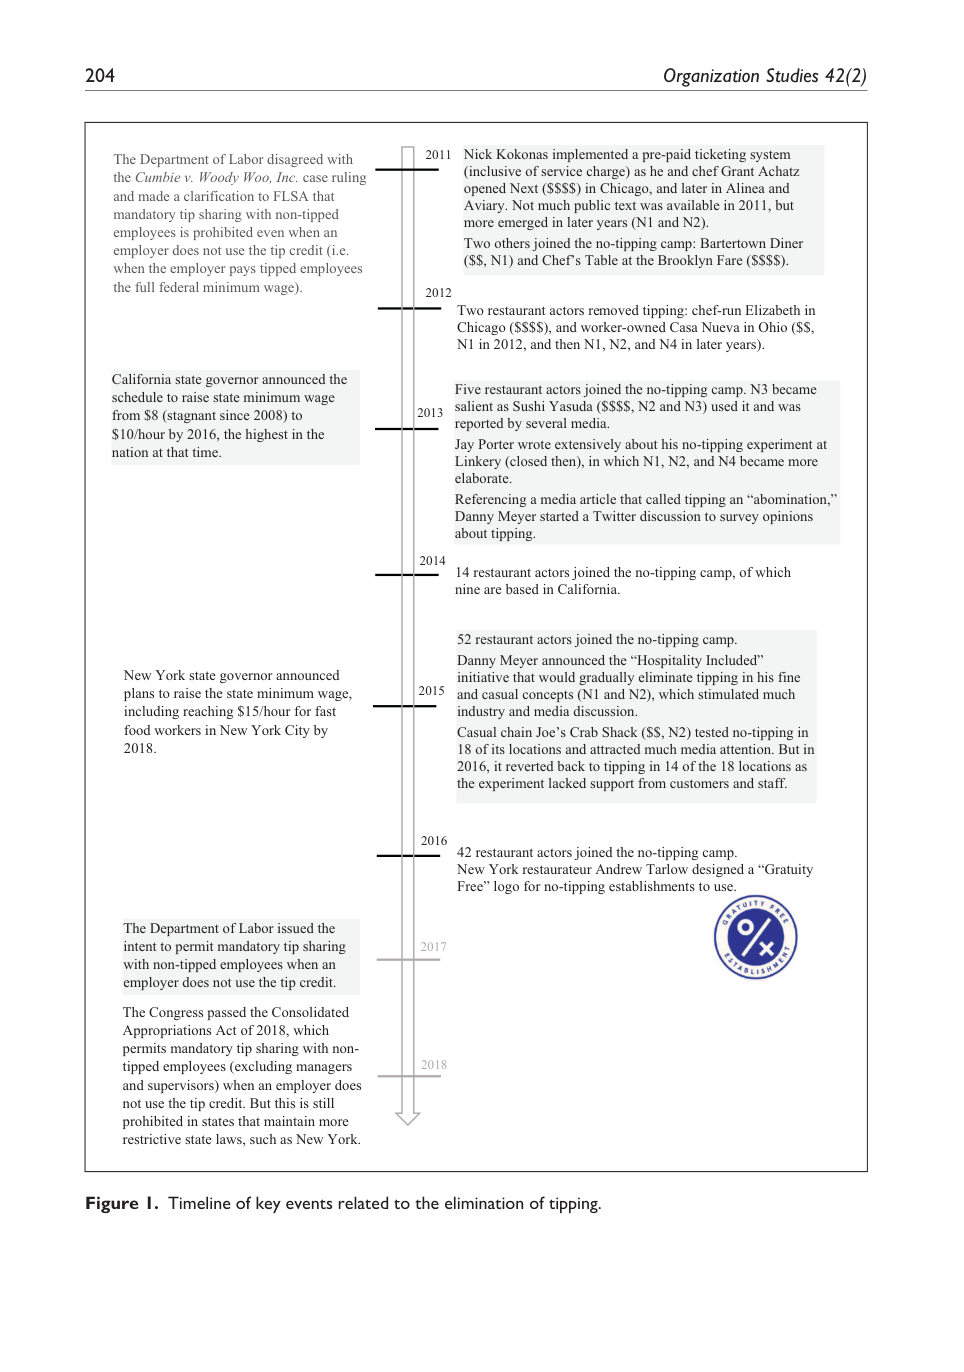 204
Organization Studies 42(2)
The Department of Labor disagreed with
the Cumbie v. Woody Woo, Inc. case ruling
and made a clarification to FLSA that
mandatory tip sharing with non-tipped
employees is prohibited even when an
employer does not use the tip credit (i.e.
when the employer pays tipped employees
the full federal minimum wage).
2011
Nick Kokonas implemented a pre-paid ticketing system
(inclusive of service charge) as he and chef Grant Achatz
opened Next ($$$$) in Chicago, and later in Alinea and
Aviary. Not much public text was available in 2011, but
more emerged in later years (N1 and N2).
Two others joined the no-tipping camp: Bartertown Diner
($$, N1) and Chef’s Table at the Brooklyn Fare ($$$$).
2012
Two restaurant actors removed tipping: chef-run Elizabeth in
Chicago ($$$$), and worker-owned Casa Nueva in Ohio ($$,
N1 in 2012, and then N1, N2, and N4 in later years).
California state governor announced the
schedule to raise state minimum wage
from $8 (stagnant since 2008) to
$10/hour by 2016, the highest in the
nation at that time.
2013
Five restaurant actors joined the no-tipping camp. N3 became
salient as Sushi Yasuda ($$$$, N2 and N3) used it and was
reported by several media.
Jay Porter wrote extensively about his no-tipping experiment at
Linkery (closed then), in which N1, N2, and N4 became more
elaborate.
Referencing a media article that called tipping an “abomination,”
Danny Meyer started a Twitter discussion to survey opinions
about tipping.
2014
14 restaurant actors joined the no-tipping camp, of which
nine are based in California.
New York state governor announced
plans to raise the state minimum wage,
including reaching $15/hour for fast
food workers in New York City by
2018.
2015
52 restaurant actors joined the no-tipping camp.
Danny Meyer announced the “Hospitality Included”
initiative that would gradually eliminate tipping in his fine
and casual concepts (N1 and N2), which stimulated much
industry and media discussion.
Casual chain Joe’s Crab Shack ($$, N2) tested no-tipping in
18 of its locations and attracted much media attention. But in
2016, it reverted back to tipping in 14 of the 18 locations as
the experiment lacked support from customers and staff.
2016
42 restaurant actors joined the no-tipping camp.
New York restaurateur Andrew Tarlow designed a “Gratuity
Free” logo for no-tipping establishments to use.
GRATUITY FREE
ESTABLISHMENT
The Department of Labor issued the
intent to permit mandatory tip sharing
with non-tipped employees when an
employer does not use the tip credit.
2017
The Congress passed the Consolidated
Appropriations Act of 2018, which
permits mandatory tip sharing with non-
tipped employees (excluding managers
and supervisors) when an employer does
not use the tip credit. But this is still
prohibited in states that maintain more
restrictive state laws, such as New York.
2018
Figure 1. Timeline of key events related to the elimination of tipping.